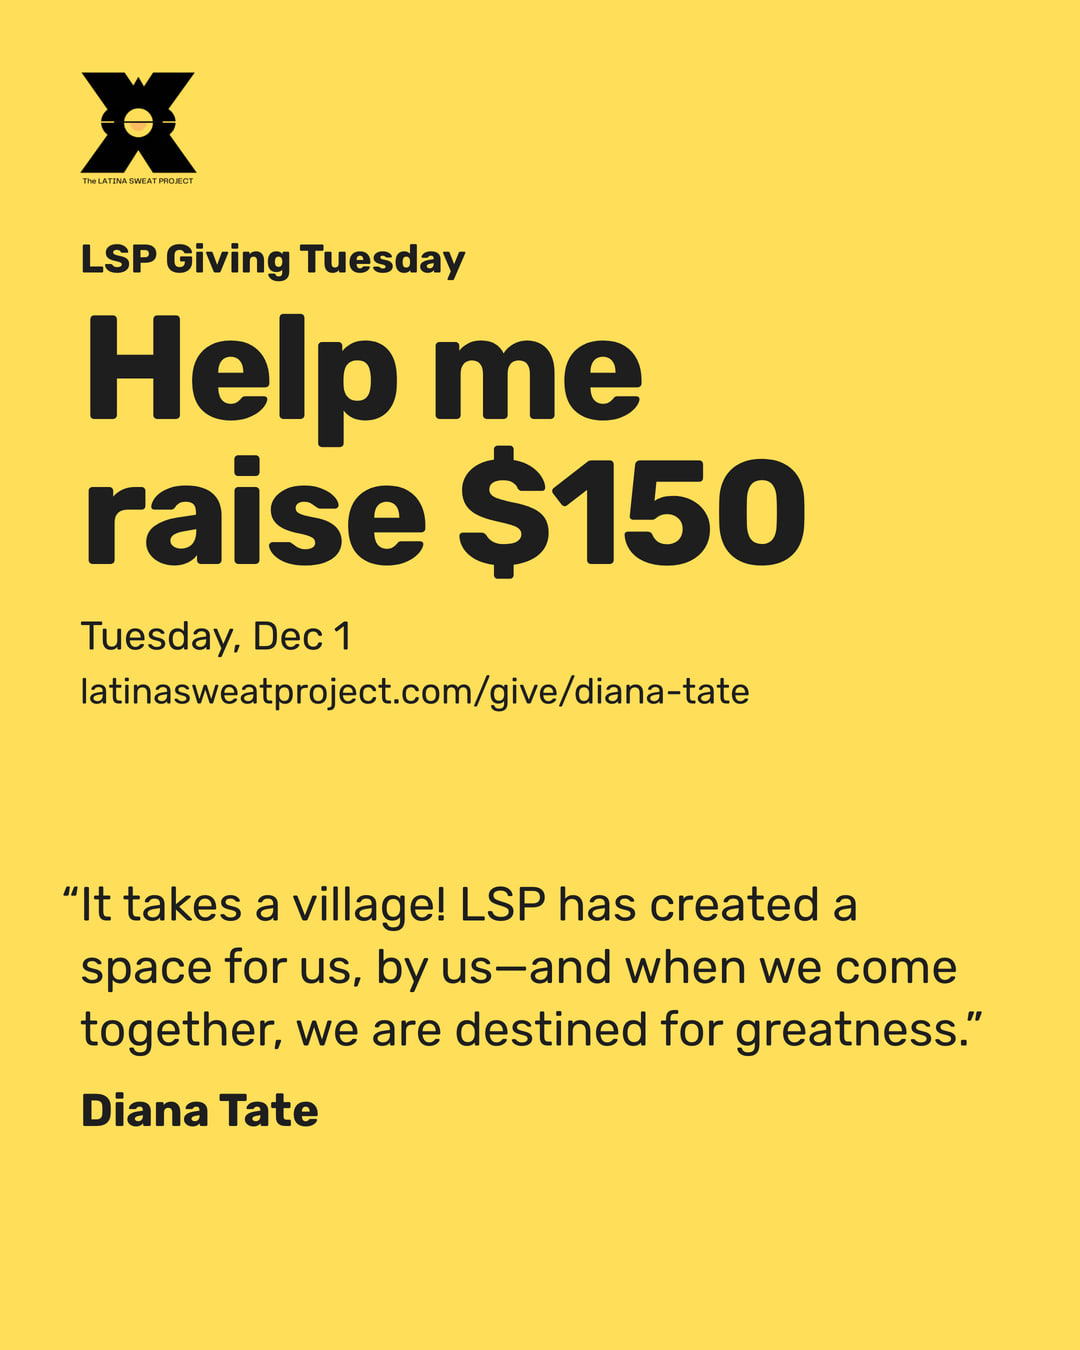 The LATINA SWEAT PROJECT
LSP Giving Tuesday
Help me
raise $150
Tuesday, Dec 1
latinasweatproject.com/give/diana-tate
“It takes a village! LSP has created a
space for us, by us—and when we come
together, we are destined for greatness.”
Diana Tate